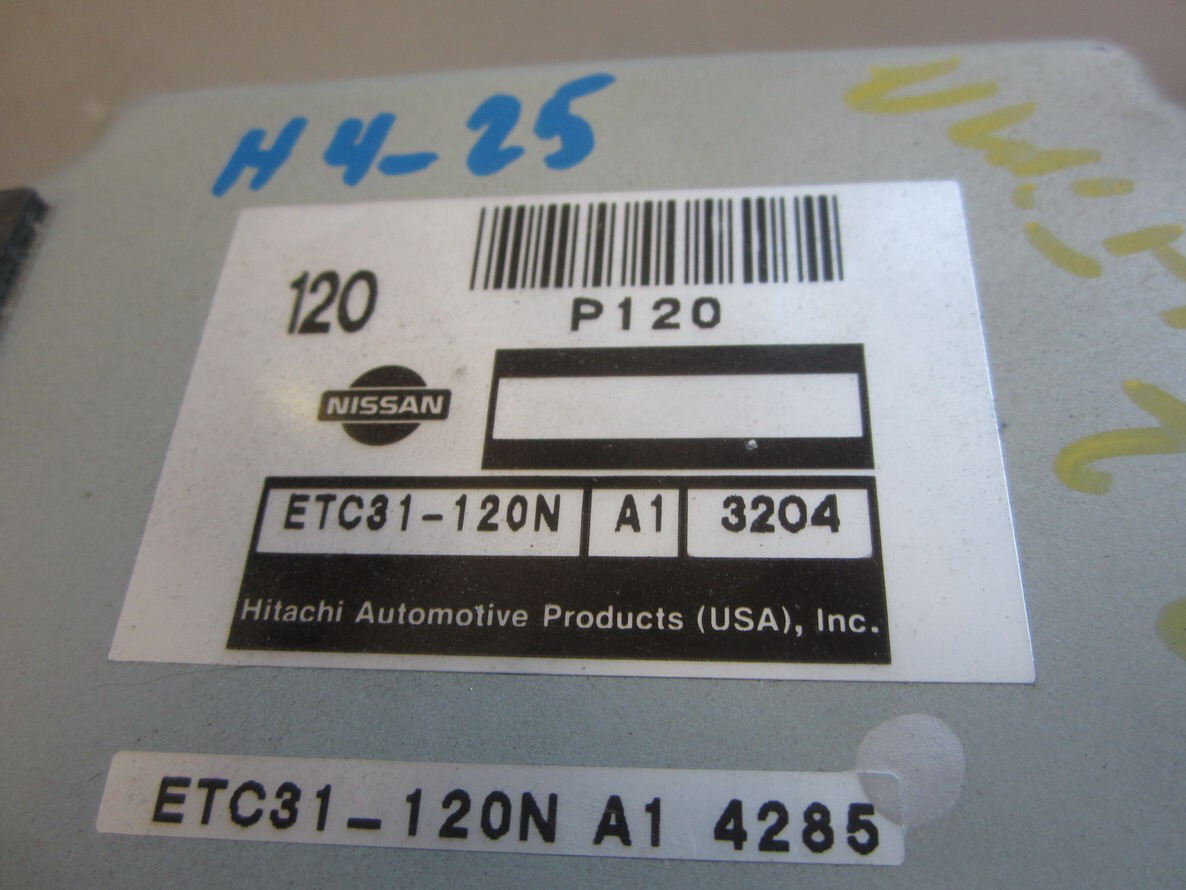 H4-25
120
P120
NISSAN
ETC31-120N A1 3204
Hitachi Automotive Products (USA), Inc.
ETC31-120N A1 4285